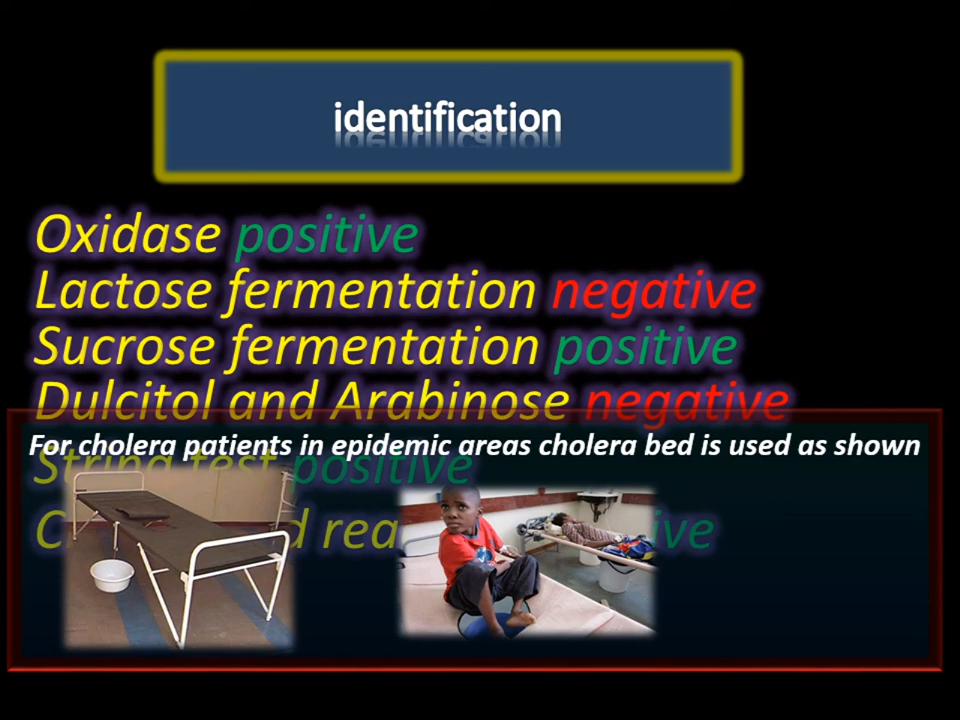 identification
Oxidase positive
Lactose fermentation negative
Sucrose fermentation positive
Dulcitol and Arabinose negative
For cholera patients in epidemic areas cholera bed is used as shown
String test positive